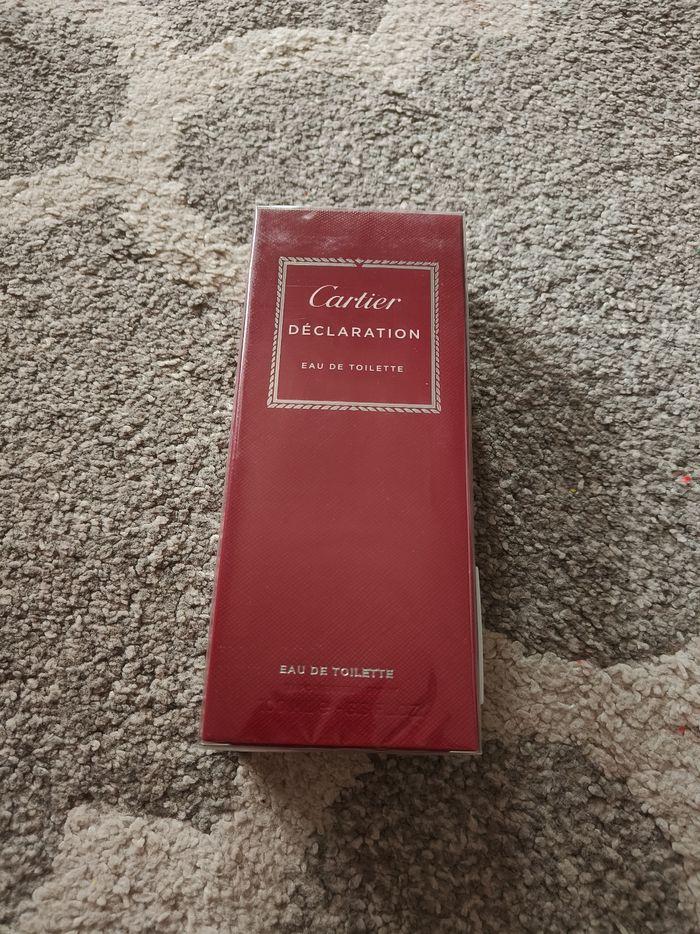 Cartier
DÉCLARATION
EAU DE TOILETTE
EAU DE TOILETTE